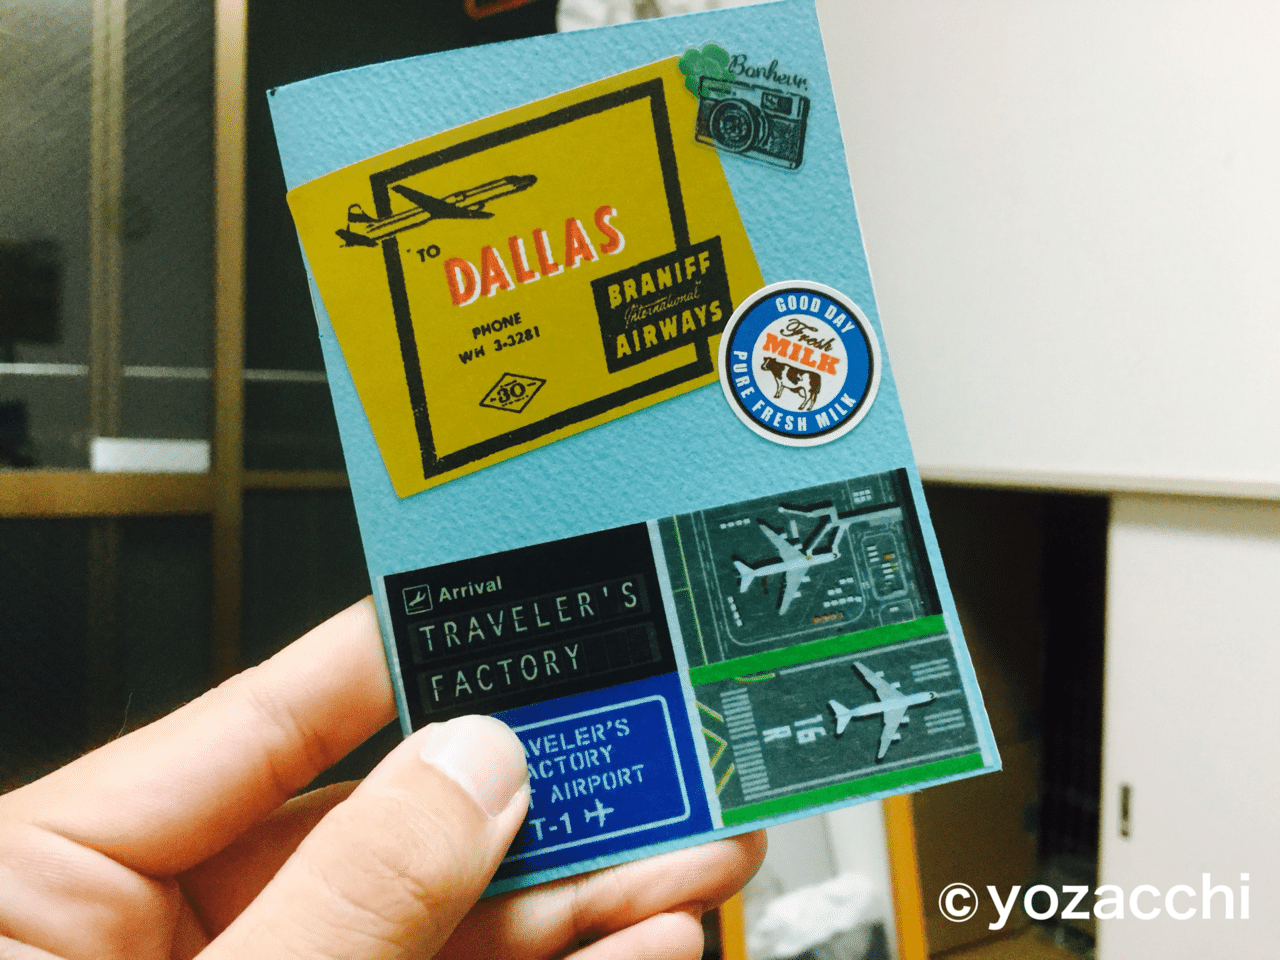 Bonheur.
TO
DALLAS
PHONE
WH 3-3281
BRANIFF
International
AIRWAYS
30
GOOD DAY
Fresh
MILK
PURE FRESH MILK
Arrival
TRAVELER'S
FACTORY
AVELER'S
ACTORY
AIRPORT
T-1
16
R
©yozacchi